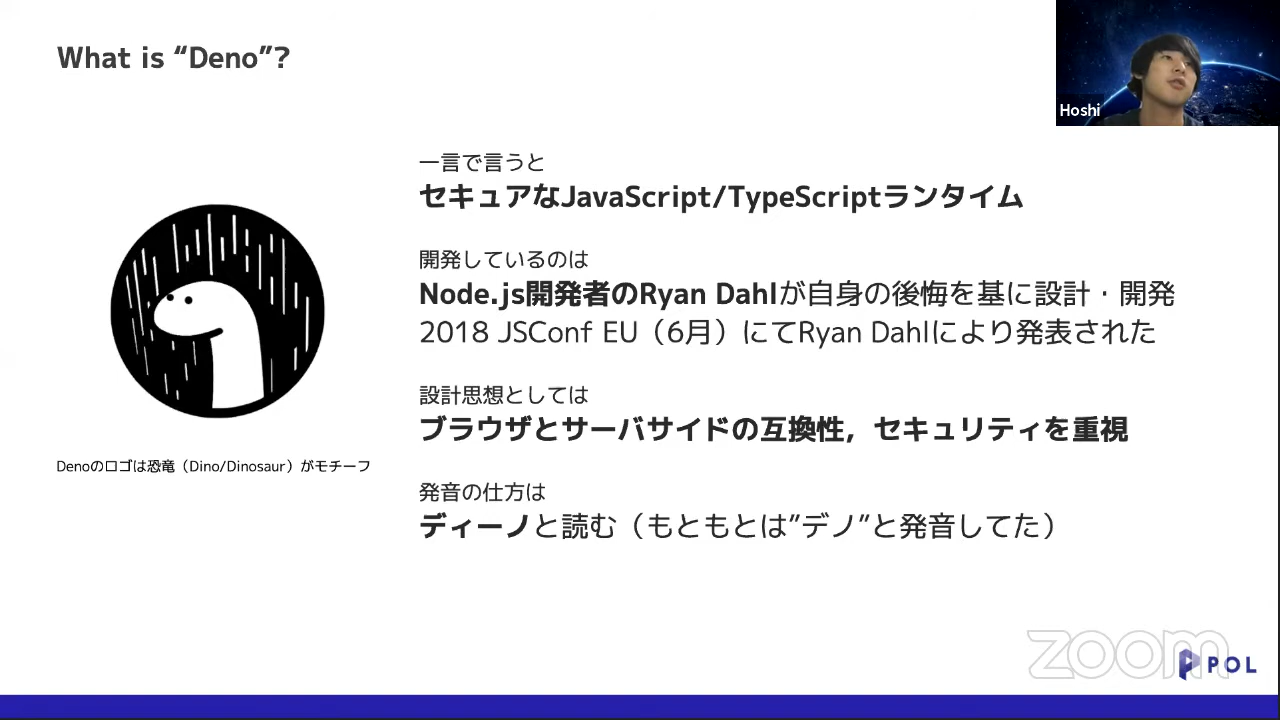 What is “Deno”?
Hoshi
一言で言うと
セキュアなJavaScript/TypeScriptランタイム
開発しているのは
Node.js開発者のRyan Dahlが自身の後悔を基に設計・開発
2018 JSConf EU（6月）にてRyan Dahlにより発表された
設計思想としては
ブラウザとサーバサイドの互換性，セキュリティを重視
Denoのロゴは恐竜（Dino/Dinosaur）がモチーフ
発音の仕方は
ディーノと読む（もともとは”デノ”と発音してた）
zoom
POL